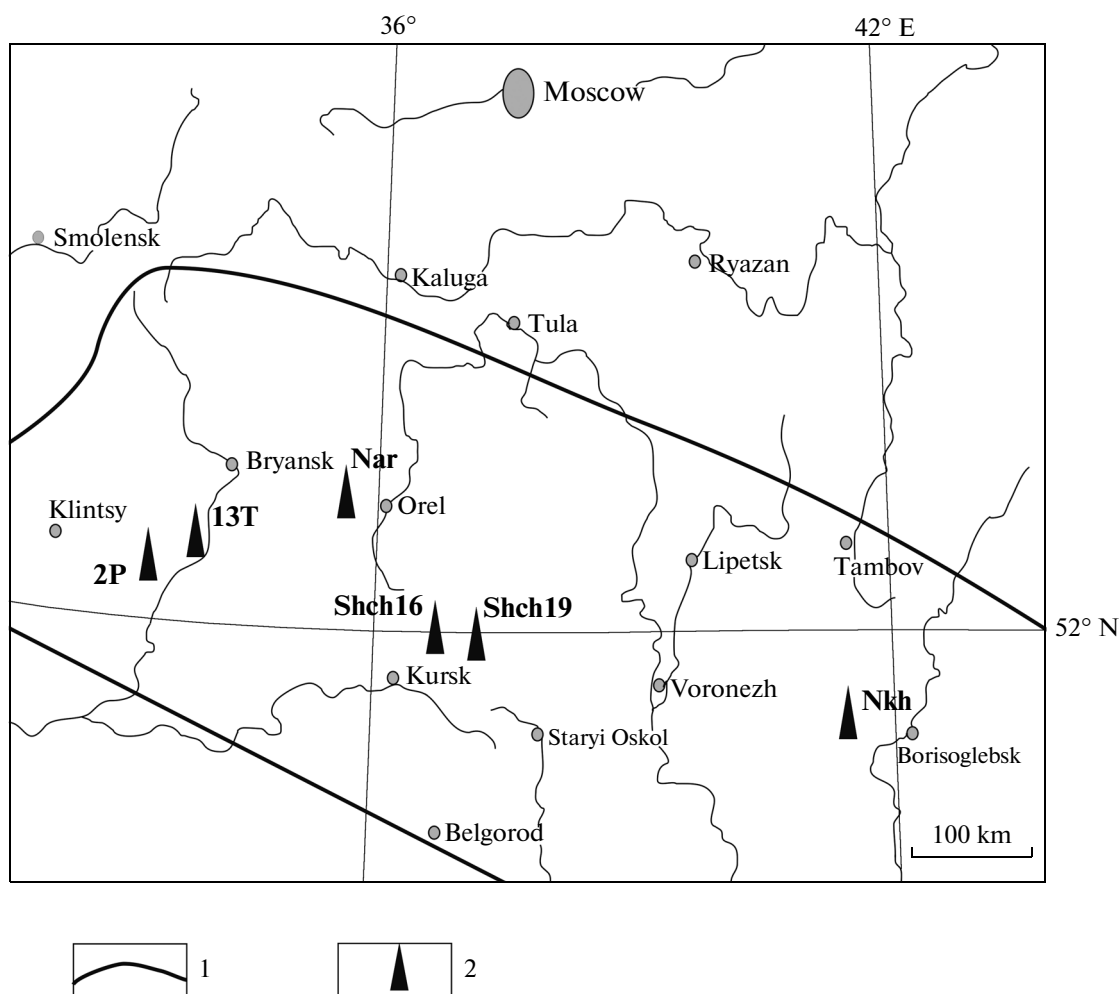 36°
42° E
Moscow
Smolensk
Kaluga
Ryazan
Tula
Bryansk
Nar
Klintsy
13T
Orel
2P
Lipetsk
Tambov
Shch16
Shch19
52° N
Kursk
Voronezh
Nkh
Staryi Oskol
Borisoglebsk
Belgorod
100 km
1
2